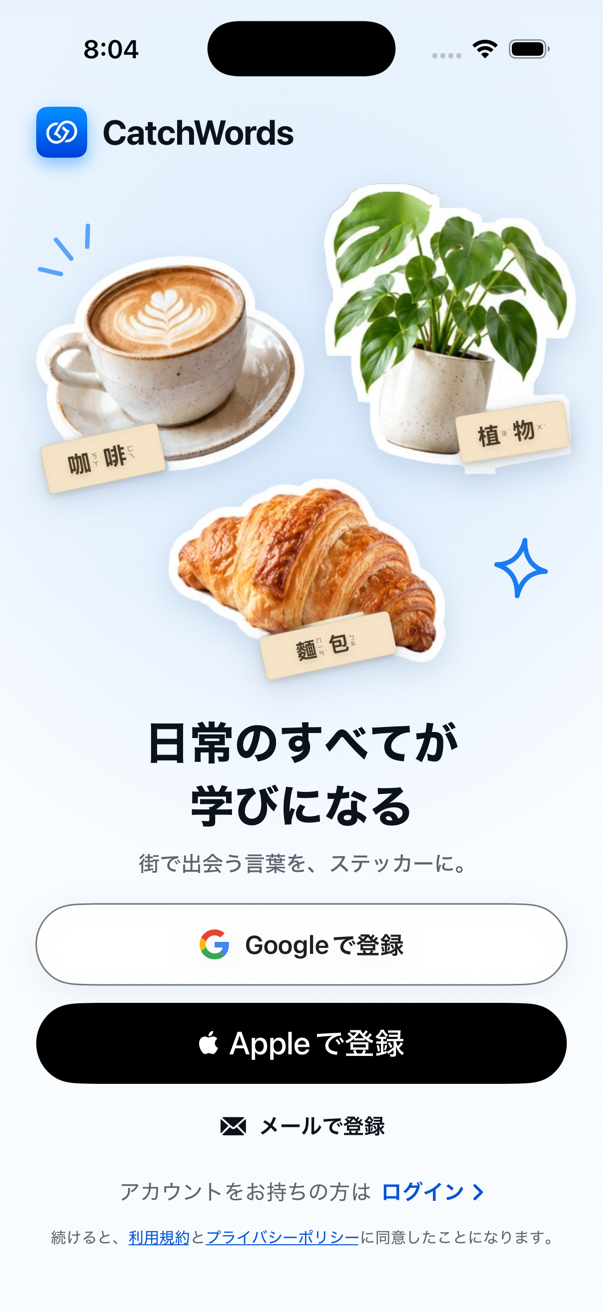 8:04
CatchWords
咖啡
植物
麵包
日常のすべてが
学びになる
街で出会う言葉を、ステッカーに。
Googleで登録
Appleで登録
メールで登録
アカウントをお持ちの方は ログイン
続けると、利用規約とプライバシーポリシーに同意したことになります。